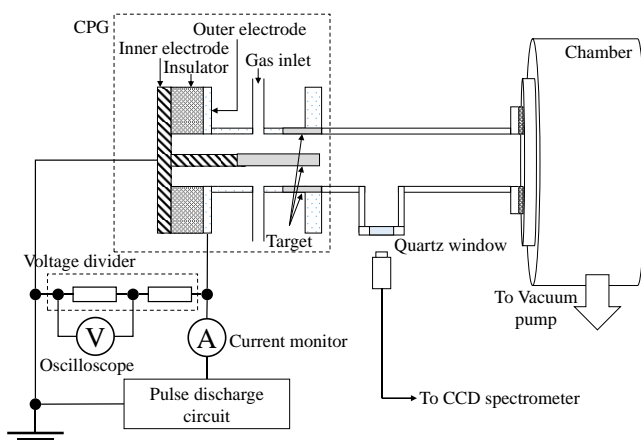 CPG
Outer electrode
Inner electrode
Gas inlet
Insulator
Chamber
Target
Quartz window
Voltage divider
To Vacuum
pump
V
A
Current monitor
Oscilloscope
Pulse discharge
circuit
To CCD spectrometer